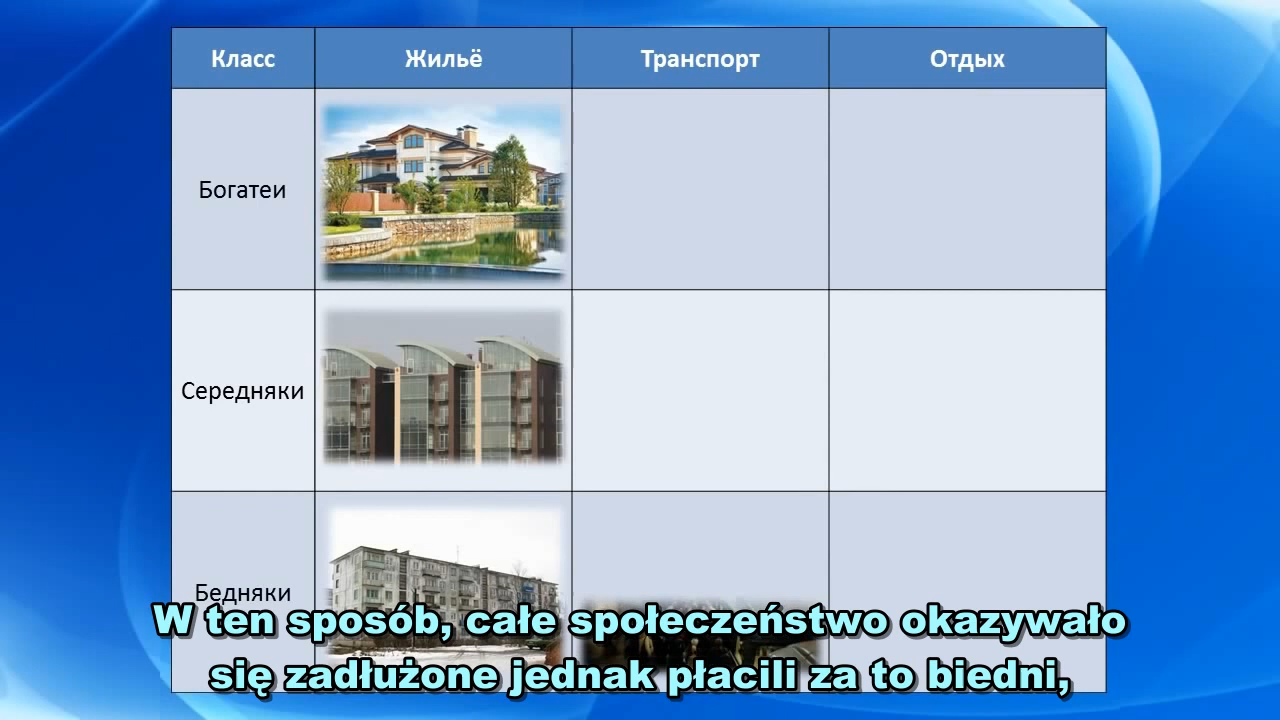 Класс Жильё Транспорт Отдых
Богатеи
Середняки
Бедняки
W ten sposób, całe społeczeństwo okazywało
się zadłużone jednak płacili za to biedni,